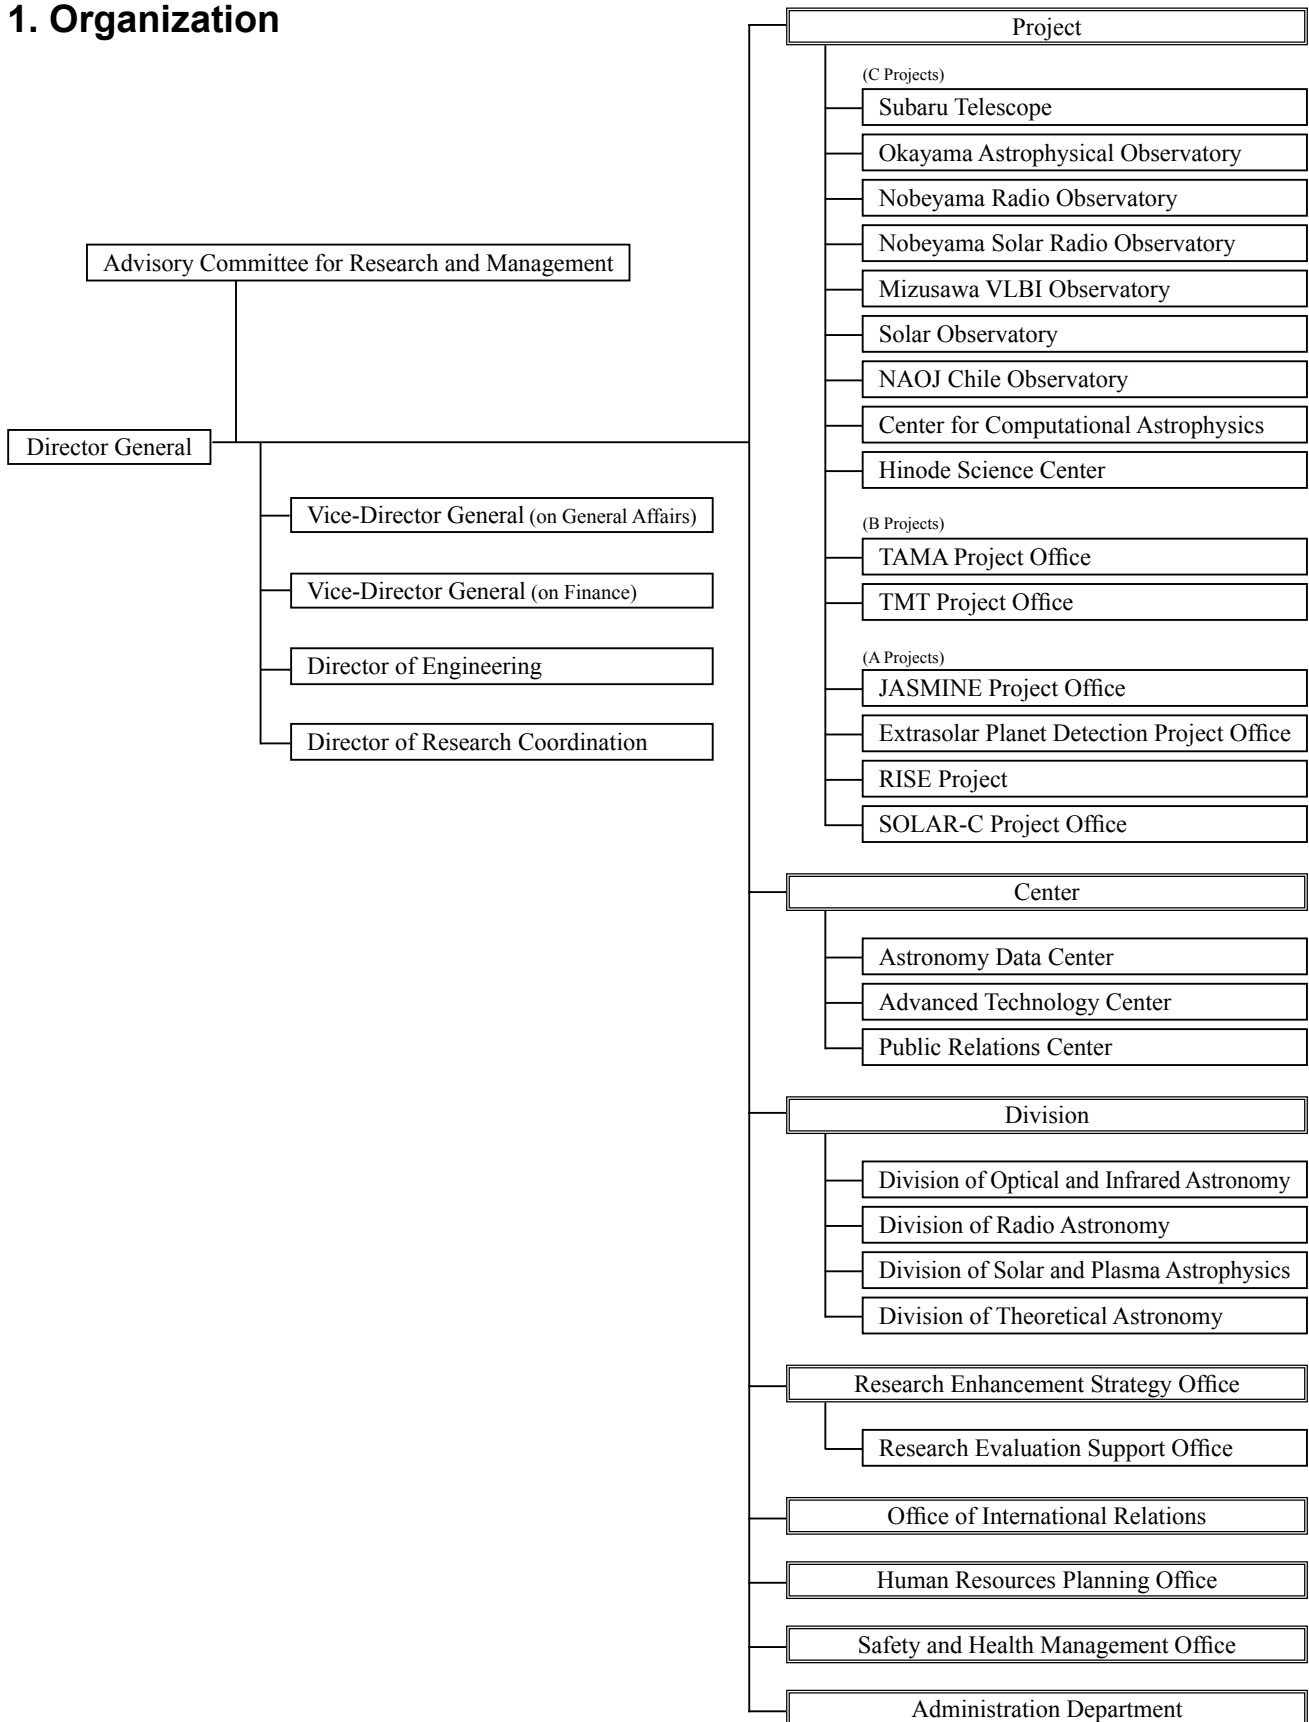 1. Organization
Advisory Committee for Research and Management
Director General
Vice-Director General (on General Affairs)
Vice-Director General (on Finance)
Director of Engineering
Director of Research Coordination
Project
(C Projects)
Subaru Telescope
Okayama Astrophysical Observatory
Nobeyama Radio Observatory
Nobeyama Solar Radio Observatory
Mizusawa VLBI Observatory
Solar Observatory
NAOJ Chile Observatory
Center for Computational Astrophysics
Hinode Science Center
(B Projects)
TAMA Project Office
TMT Project Office
(A Projects)
JASMINE Project Office
Extrasolar Planet Detection Project Office
RISE Project
SOLAR-C Project Office
Center
Astronomy Data Center
Advanced Technology Center
Public Relations Center
Division
Division of Optical and Infrared Astronomy
Division of Radio Astronomy
Division of Solar and Plasma Astrophysics
Division of Theoretical Astronomy
Research Enhancement Strategy Office
Research Evaluation Support Office
Office of International Relations
Human Resources Planning Office
Safety and Health Management Office
Administration Department